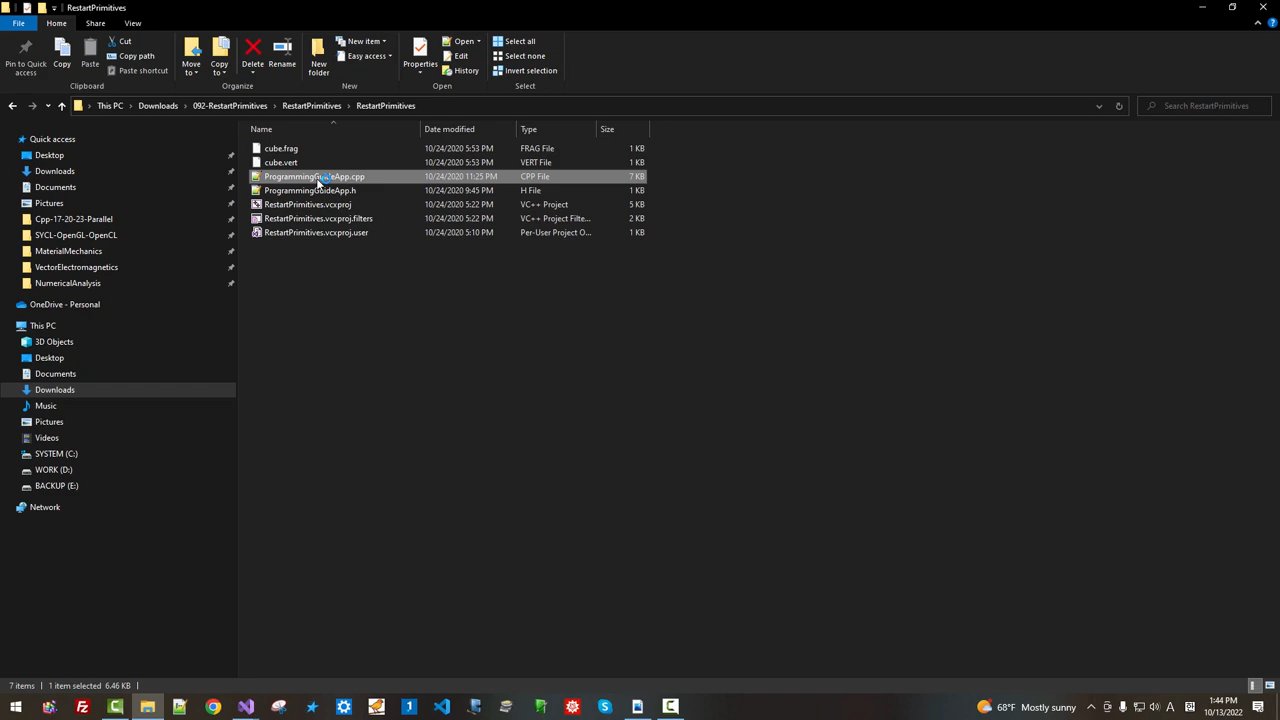 RestartPrimitives
File
Home
Share
View
Pin to Quick access
Copy
Paste
Cut
Copy path
Paste shortcut
Clipboard
Move to
Copy to
Delete
Rename
Organize
New folder
New item
Easy access
New
Properties
Open
Edit
History
Open
Select all
Select none
Invert selection
Select
This PC > Downloads > 092-RestartPrimitives > RestartPrimitives > RestartPrimitives
Search RestartPrimitives
Name Date modified Type Size
cube.frag 10/24/2020 5:53 PM FRAG File 1 KB
cube.vert 10/24/2020 5:53 PM VERT File 1 KB
ProgrammingGuideApp.cpp 10/24/2020 11:25 PM CPP File 7 KB
ProgrammingGuideApp.h 10/24/2020 9:45 PM H File 1 KB
RestartPrimitives.vcxproj 10/24/2020 5:22 PM VC++ Project 5 KB
RestartPrimitives.vcxproj.filters 10/24/2020 5:22 PM VC++ Project Filte... 2 KB
RestartPrimitives.vcxproj.user 10/24/2020 5:10 PM Per-User Project O... 1 KB
Quick access
Desktop
Downloads
Documents
Pictures
Cpp-17-20-23-Parallel
SYCL-OpenGL-OpenCL
MaterialMechanics
VectorElectromagnetics
NumericalAnalysis
OneDrive - Personal
This PC
3D Objects
Desktop
Documents
Downloads
Music
Pictures
Videos
SYSTEM (C:)
WORK (D:)
BACKUP (E:)
Network
7 items 1 item selected 6.46 KB
68°F Mostly sunny
A
1:44 PM
10/13/2022